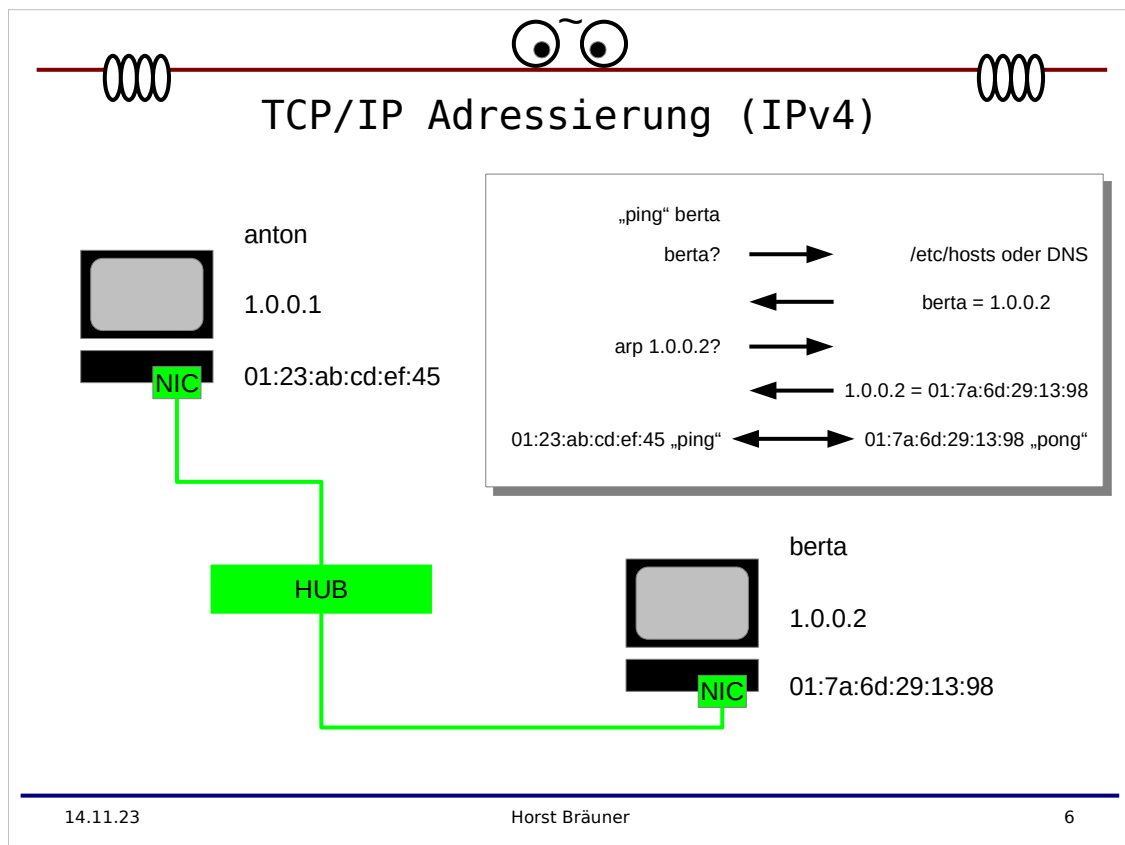 TCP/IP Adressierung (IPv4)
anton
1.0.0.1
01:23:ab:cd:ef:45
NIC
HUB
„ping“ berta
berta? /etc/hosts oder DNS
berta = 1.0.0.2
arp 1.0.0.2?
1.0.0.2 = 01:7a:6d:29:13:98
01:23:ab:cd:ef:45 „ping“ 01:7a:6d:29:13:98 „pong“
berta
1.0.0.2
01:7a:6d:29:13:98
NIC
14.11.23 Horst Bräuner 6